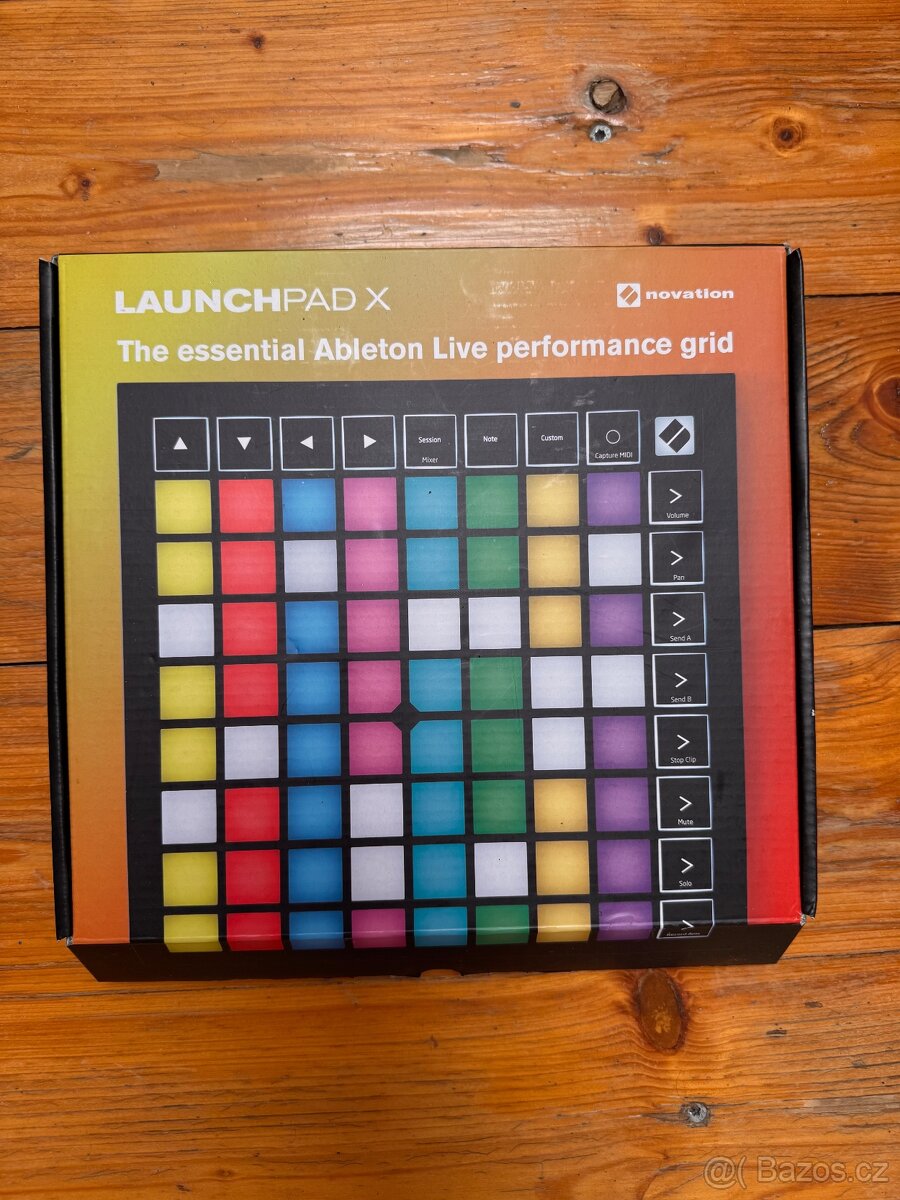 LAUNCHPAD X
novation
The essential Ableton Live performance grid
Session
Mixer
Note
Custom
Capture MIDI
Volume
Pan
Send A
Send B
Stop Clip
Mute
Solo
@( Bazos.cz